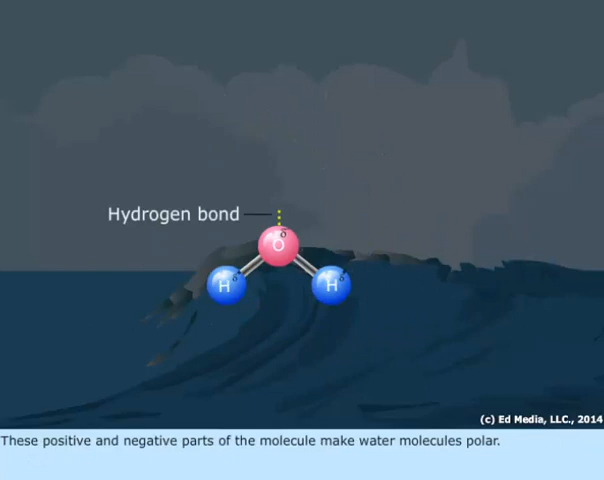 Hydrogen bond
δ
O
H δ
H δ
(c) Ed Media, LLC., 2014
These positive and negative parts of the molecule make water molecules polar.